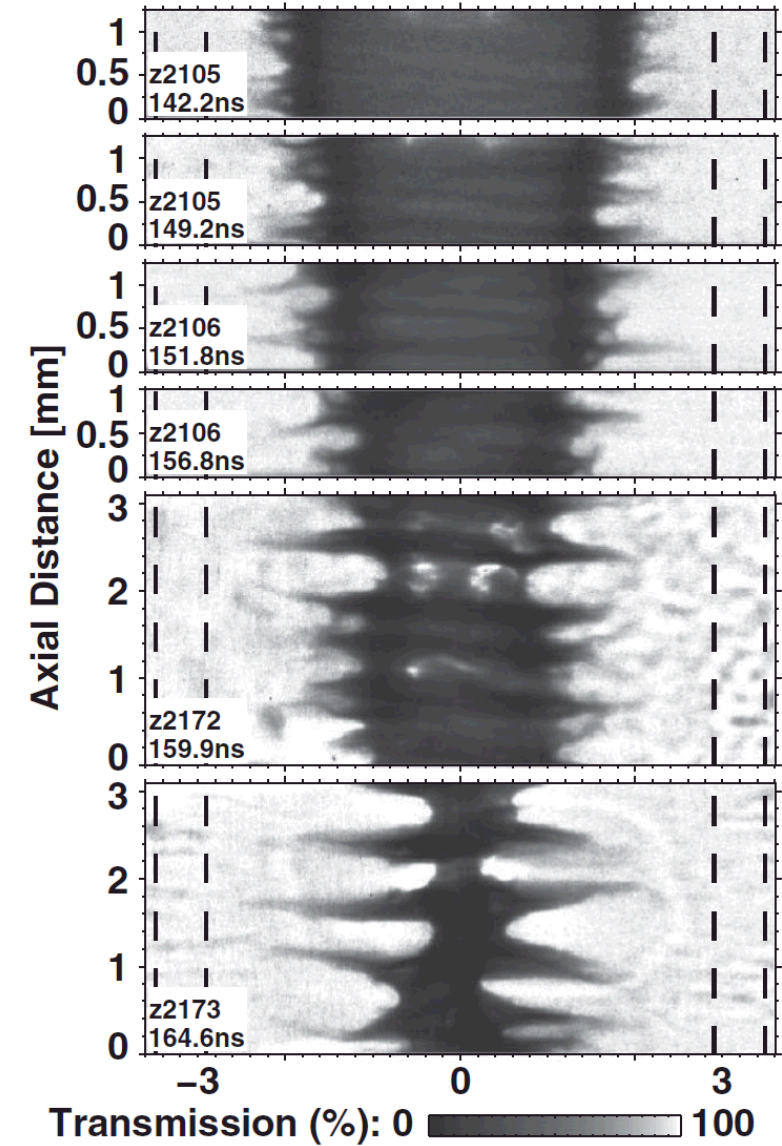 1
0.5
0
z2105
142.2ns
1
0.5
0
z2105
149.2ns
1
0.5
0
z2106
151.8ns
1
0.5
0
z2106
156.8ns
Axial Distance [mm]
3
2
1
0
z2172
159.9ns
3
2
1
0
z2173
164.6ns
−3 0 3
Transmission (%): 0 100